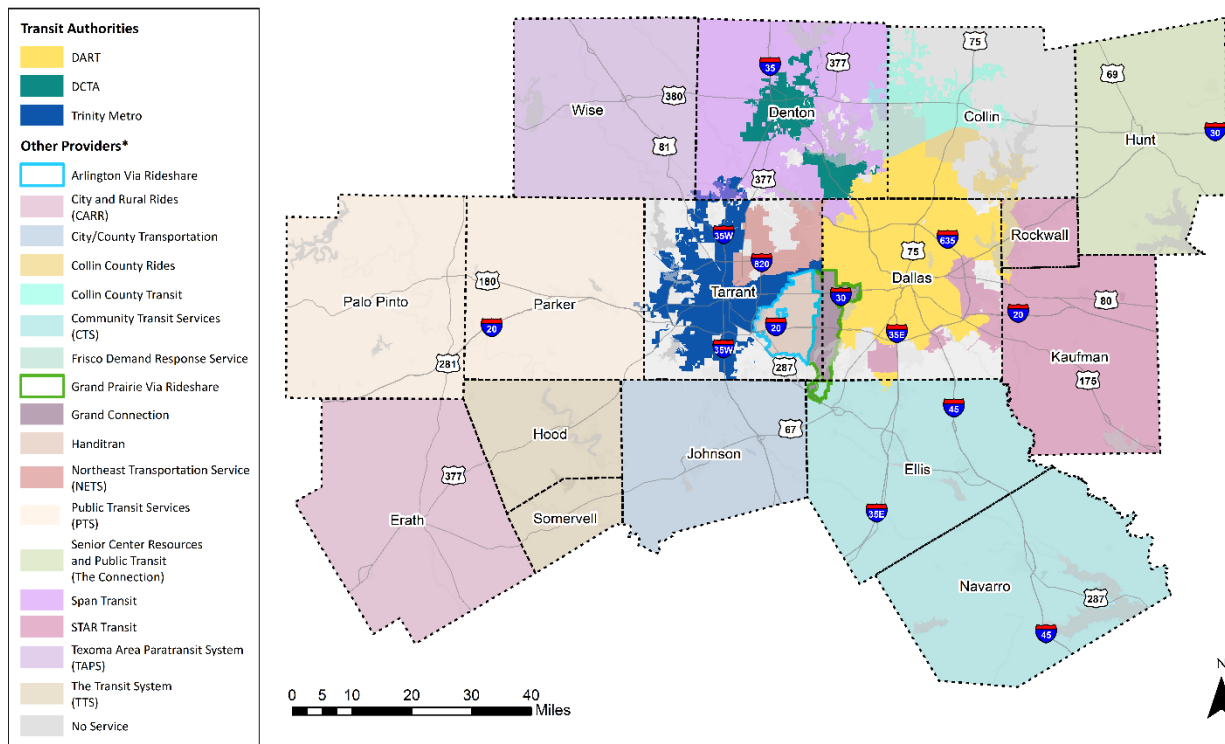 Transit Authorities
DART
DCTA
Trinity Metro
Other Providers*
Arlington Via Rideshare
City and Rural Rides
(CARR)
City/County Transportation
Collin County Rides
Collin County Transit
Community Transit Services
(CTS)
Frisco Demand Response Service
Grand Prairie Via Rideshare
Grand Connection
Handitran
Northeast Transportation Service
(NETS)
Public Transit Services
(PTS)
Senior Center Resources
and Public Transit
(The Connection)
Span Transit
STAR Transit
Texoma Area Paratransit System
(TAPS)
The Transit System
(TTS)
No Service
75
35
377
69
380
Wise
Denton
Collin
Hunt
30
81
377
35W
635
Rockwall
75
820
Palo Pinto
180
Parker
Tarrant
Dallas
30
80
20
20
20
35E
Kaufman
35W
281
287
175
45
Hood
67
Johnson
Ellis
377
35E
Erath
Somervell
Navarro
287
45
0 5 10 20 30 40
Miles
N